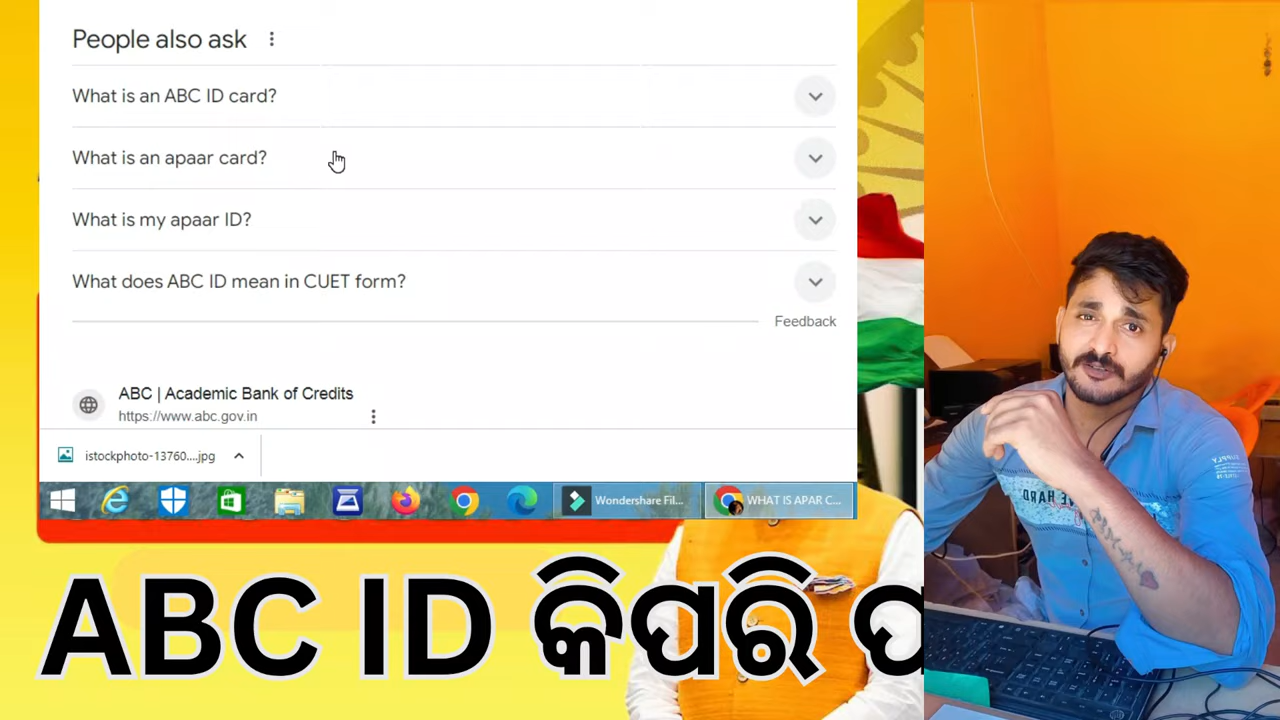 People also ask
What is an ABC ID card?
What is an apaar card?
What is my apaar ID?
What does ABC ID mean in CUET form?
Feedback
ABC | Academic Bank of Credits
https://www.abc.gov.in
istockphoto-13760....jpg
Wondershare Fil...
WHAT IS APAR C...
ABC ID କିପରି